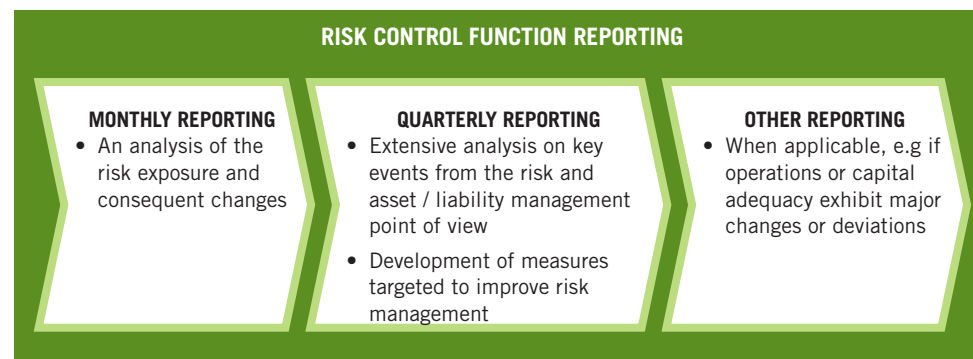 RISK CONTROL FUNCTION REPORTING
MONTHLY REPORTING
• An analysis of the
risk exposure and
consequent changes
QUARTERLY REPORTING
• Extensive analysis on key
events from the risk and
asset / liability management
point of view
• Development of measures
targeted to improve risk
management
OTHER REPORTING
• When applicable, e.g if
operations or capital
adequacy exhibit major
changes or deviations